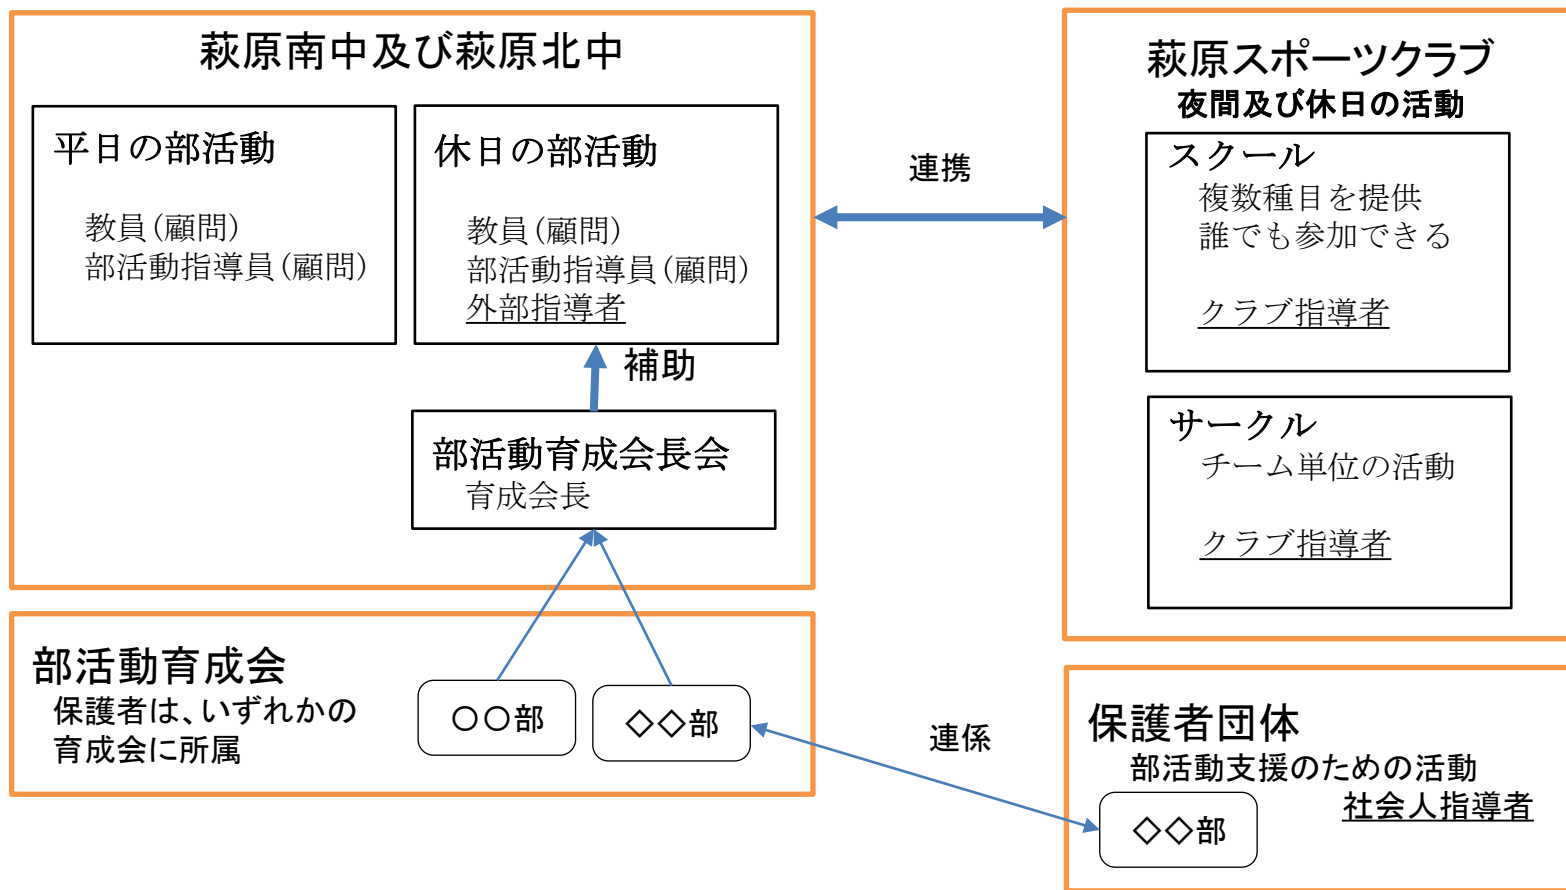 萩原南中及び萩原北中
平日の部活動
教員(顧問)
部活動指導員(顧問)
休日の部活動
教員(顧問)
部活動指導員(顧問)
外部指導者
補助
部活動育成会長会
育成会長
連携
萩原スポーツクラブ
夜間及び休日の活動
スクール
複数種目を提供
誰でも参加できる
クラブ指導者
サークル
チーム単位の活動
クラブ指導者
部活動育成会
保護者は、いずれかの
育成会に所属
○○部
◇◇部
連係
保護者団体
部活動支援のための活動
社会人指導者
◇◇部